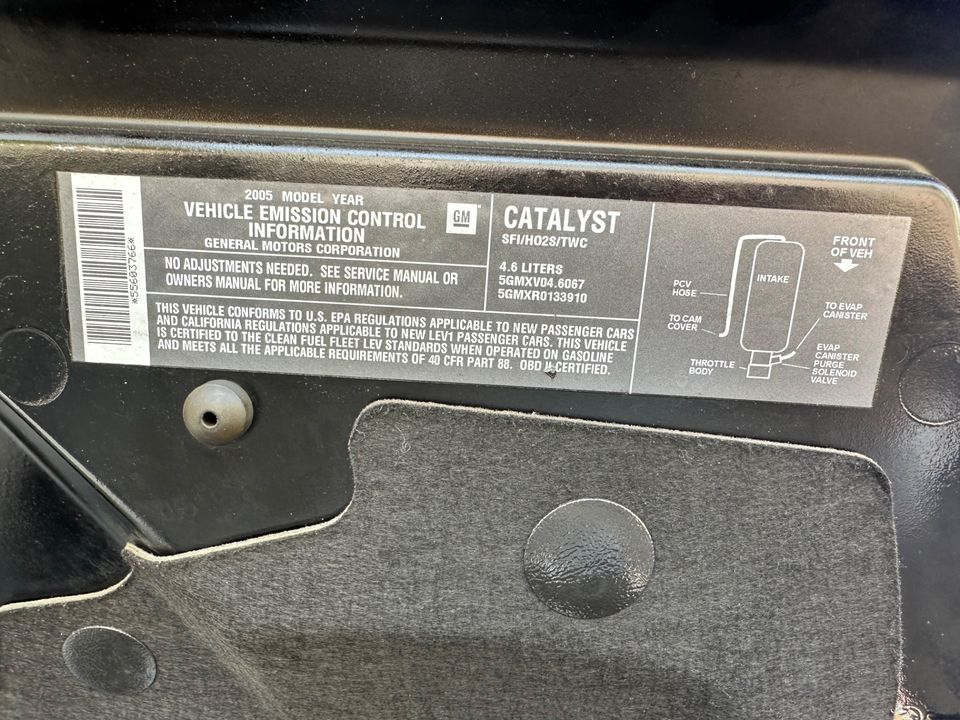 *55603766*
2005 MODEL YEAR
VEHICLE EMISSION CONTROL
INFORMATION
GENERAL MOTORS CORPORATION
GM
NO ADJUSTMENTS NEEDED. SEE SERVICE MANUAL OR
OWNERS MANUAL FOR MORE INFORMATION.
CATALYST
SFI/HO2S/TWC
4.6 LITERS
5GMXV04.6067
5GMXR0133910
THIS VEHICLE CONFORMS TO U.S. EPA REGULATIONS APPLICABLE TO NEW PASSENGER CARS
AND CALIFORNIA REGULATIONS APPLICABLE TO NEW LEV1 PASSENGER CARS. THIS VEHICLE
IS CERTIFIED TO THE CLEAN FUEL FLEET LEV STANDARDS WHEN OPERATED ON GASOLINE
AND MEETS ALL THE APPLICABLE REQUIREMENTS OF 40 CFR PART 88. OBD II CERTIFIED.
FRONT
OF VEH
INTAKE
PCV
HOSE
TO CAM
COVER
TO EVAP
CANISTER
THROTTLE
BODY
EVAP
CANISTER
PURGE
SOLENOID
VALVE